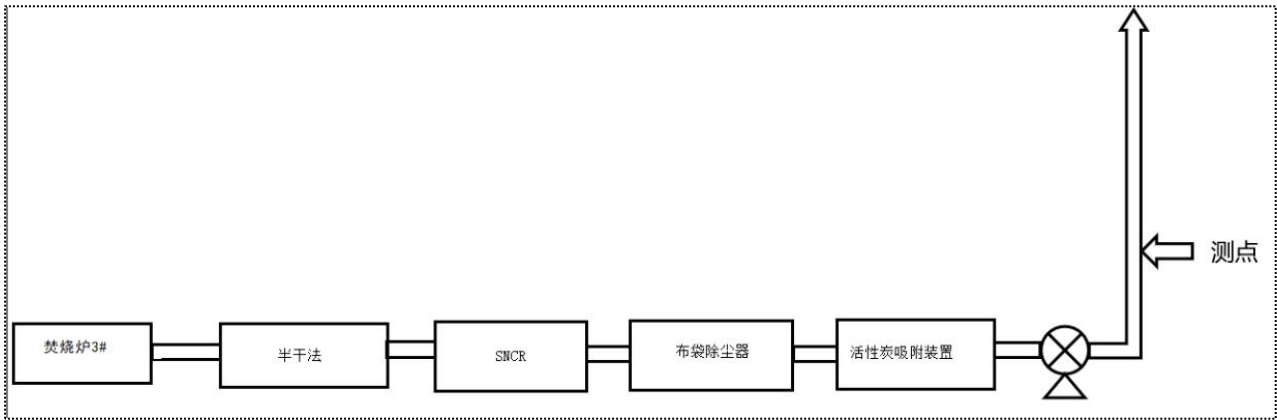 测点
焚烧炉3#
半干法
SNCR
布袋除尘器
活性炭吸附装置